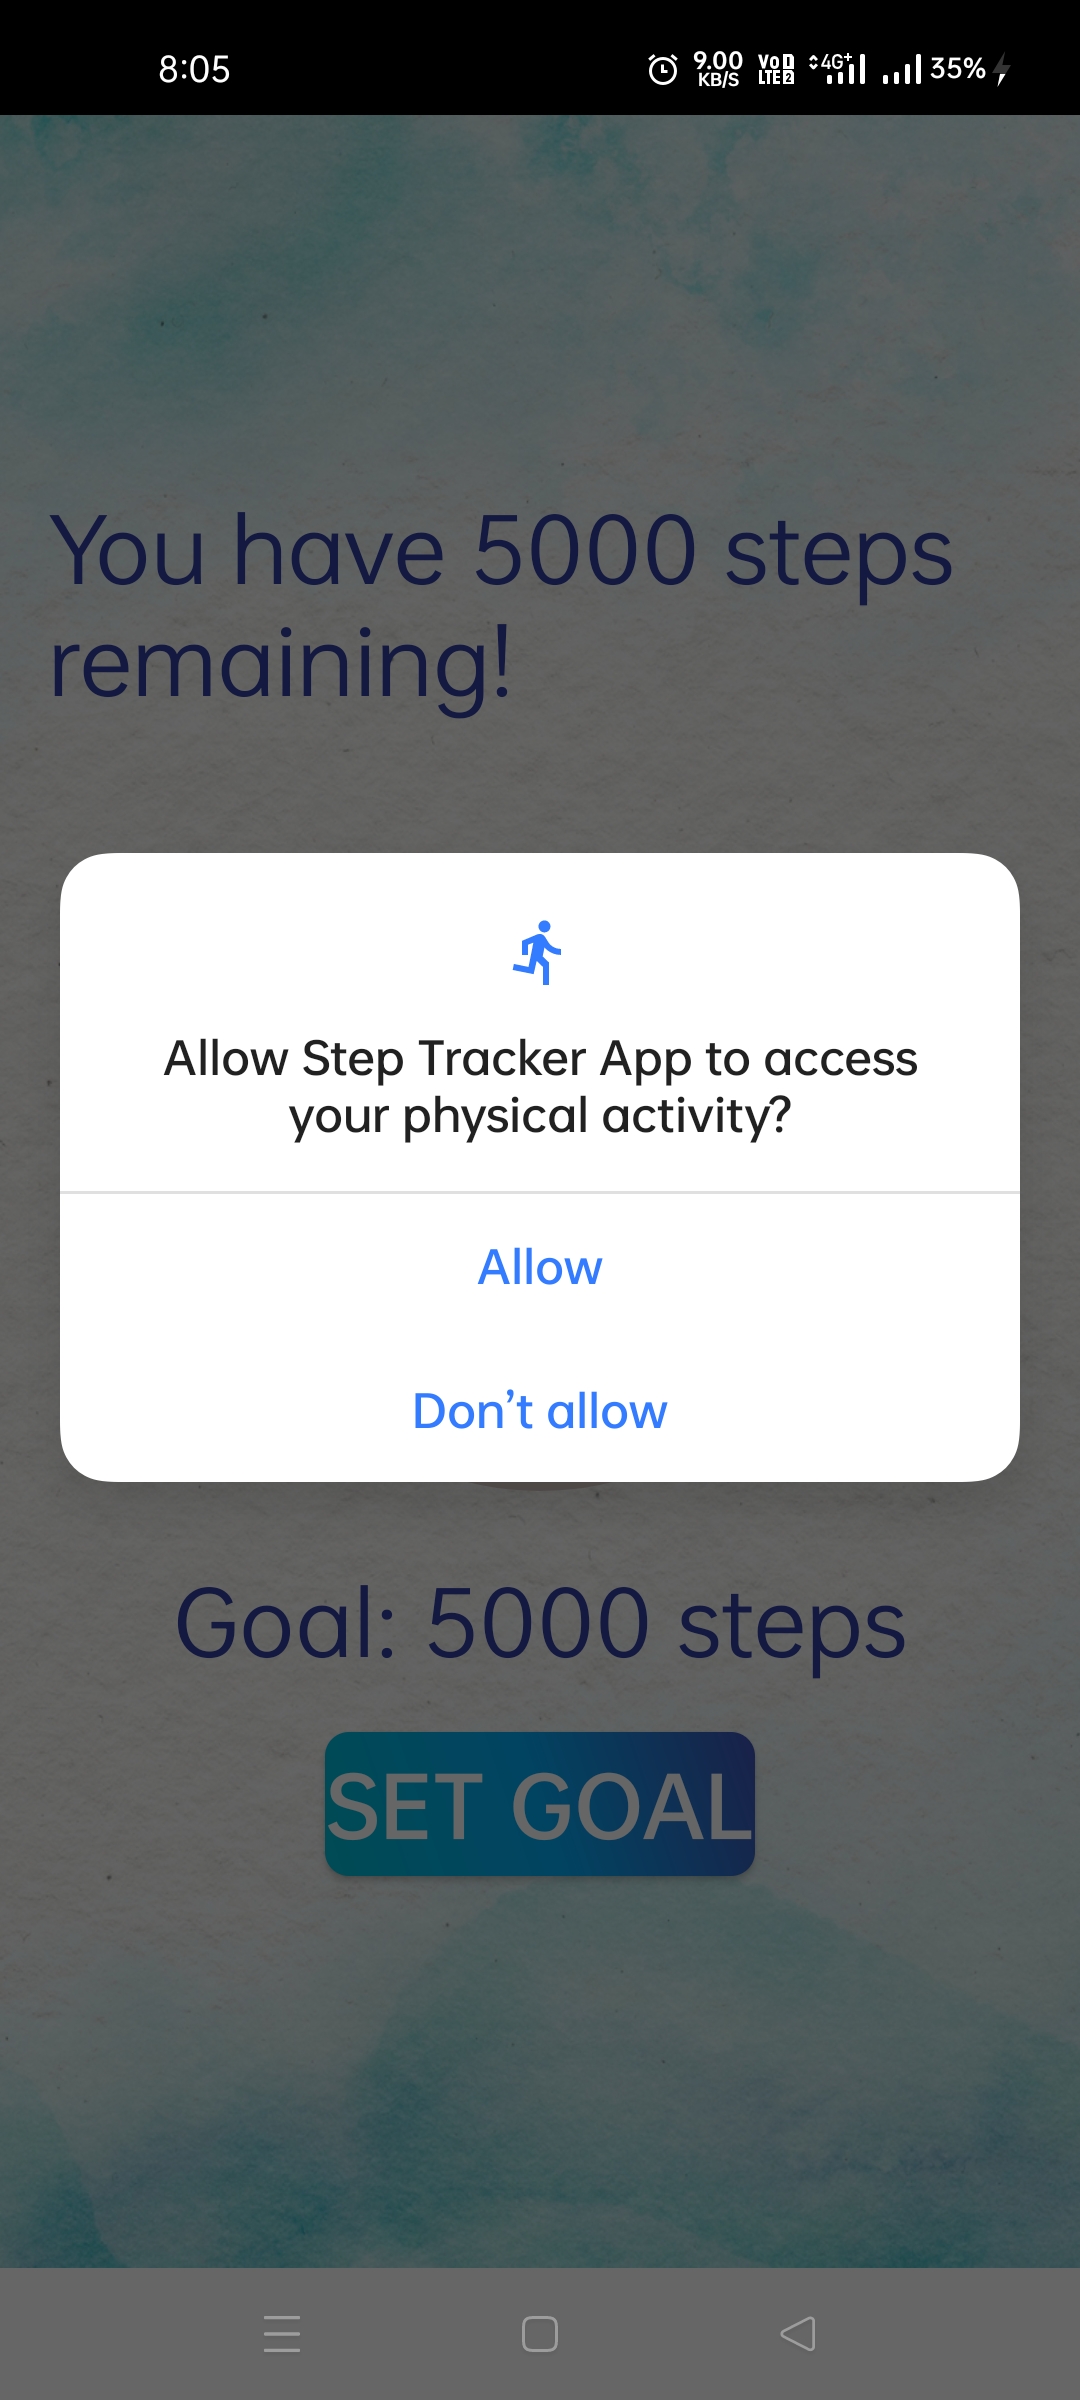 8:05 9.00 KB/S VoD LTE2 4G+ 35%
You have 5000 steps
remaining!
Allow Step Tracker App to access
your physical activity?
Allow
Don’t allow
Goal: 5000 steps
SET GOAL